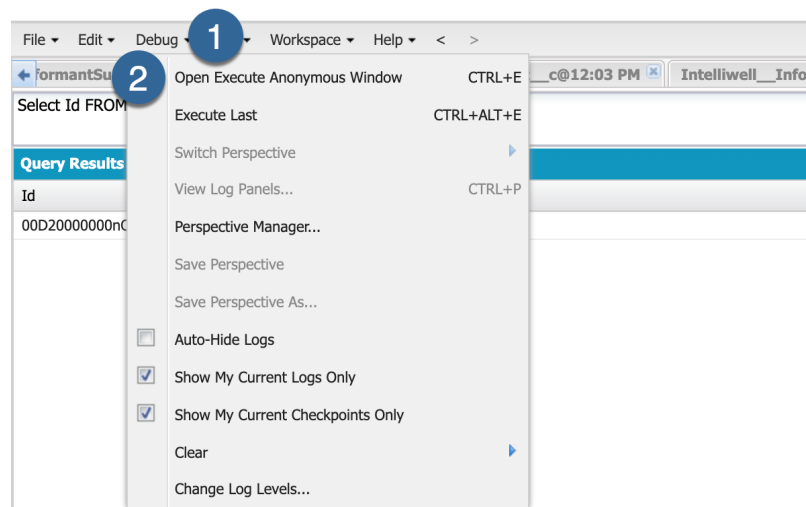 File Edit Debug 1 Workspace Help < >
formantSu __c@12:03 PM Intelliwell__Info
2 Open Execute Anonymous Window CTRL+E
Select Id FROM
Execute Last CTRL+ALT+E
Query Results
Switch Perspective
Id
View Log Panels... CTRL+P
00D20000000n
Perspective Manager...
Save Perspective
Save Perspective As...
Auto-Hide Logs
Show My Current Logs Only
Show My Current Checkpoints Only
Clear
Change Log Levels...